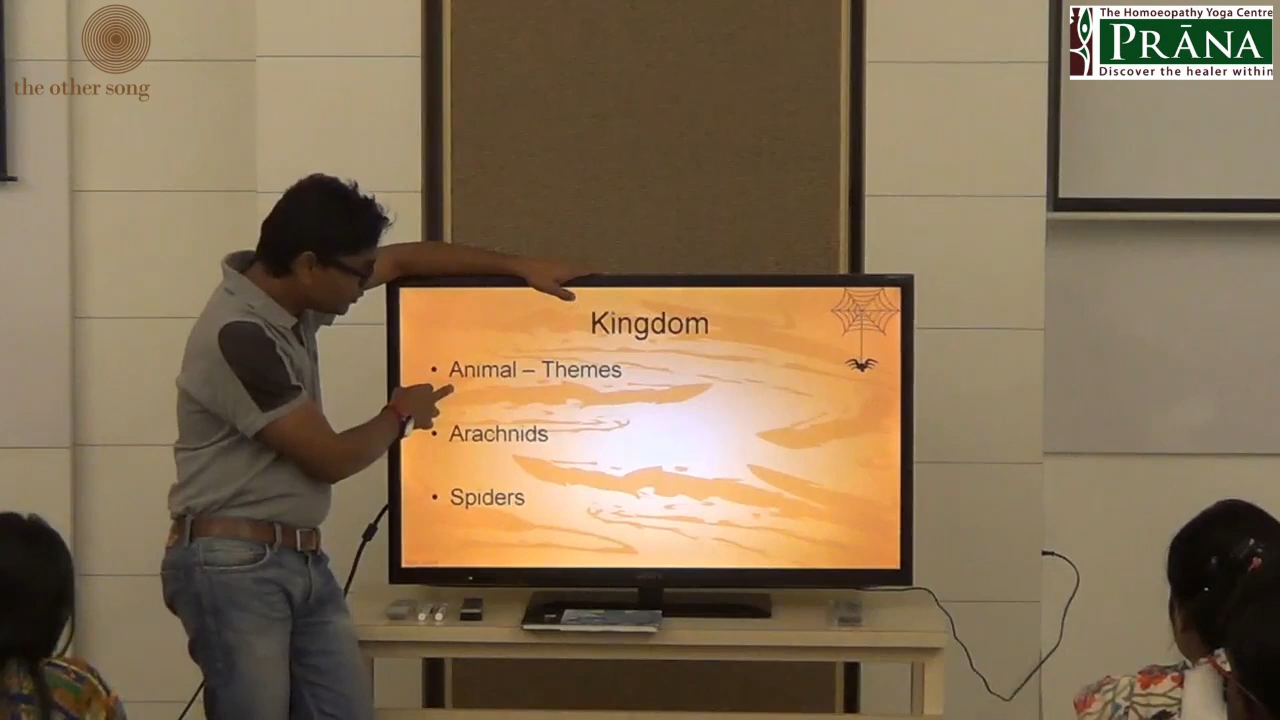 the other song
The Homoeopathy Yoga Centre
PRĀNA
Discover the healer within
Kingdom
• Animal – Themes
• Arachnids
• Spiders